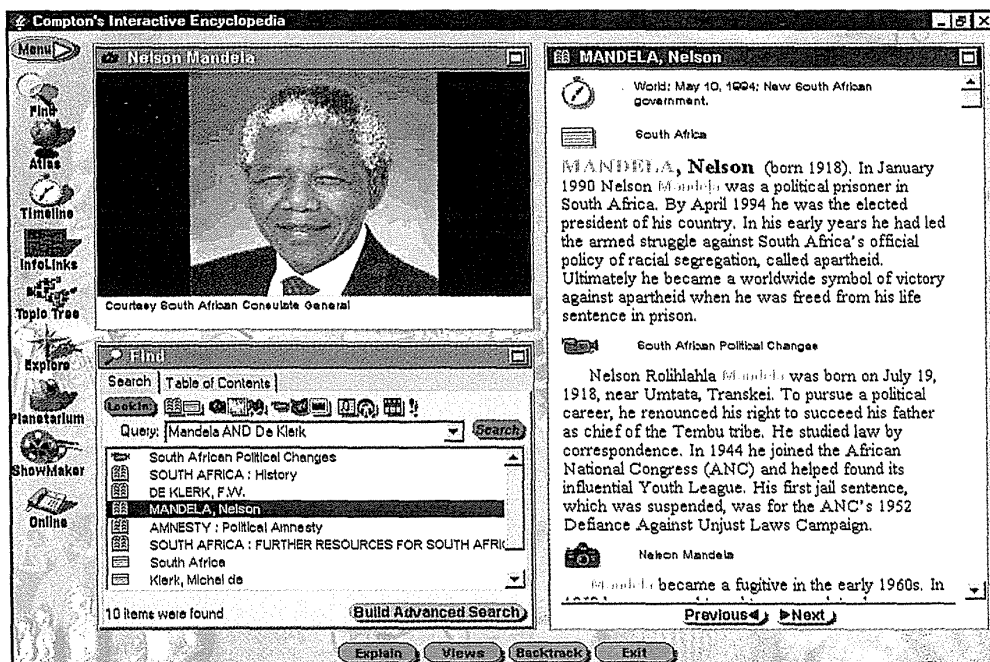 Compton's Interactive Encyclopedia
Menu
Find
Atlas
Timeline
InfoLinks
Topic Tree
Explore
Planetarium
ShowMaker
Online
Nelson Mandela
Courtesy South African Consulate General
Find
Search Table of Contents
Look In:
Query: Mandela AND De Klerk Search
South African Political Changes
SOUTH AFRICA : History
DE KLERK, F.W.
MANDELA, Nelson
AMNESTY : Political Amnesty
SOUTH AFRICA : FURTHER RESOURCES FOR SOUTH AFRIC
South Africa
Klerk, Michel de
10 items were found Build Advanced Search
MANDELA, Nelson
World: May 10, 1994: New South African
government.
South Africa
MANDELA, Nelson (born 1918). In January
1990 Nelson Mandela was a political prisoner in
South Africa. By April 1994 he was the elected
president of his country. In his early years he had led
the armed struggle against South Africa's official
policy of racial segregation, called apartheid.
Ultimately he became a worldwide symbol of victory
against apartheid when he was freed from his life
sentence in prison.
South African Political Changes
Nelson Rolihlahla Mandela was born on July 19,
1918, near Umtata, Transkei. To pursue a political
career, he renounced his right to succeed his father
as chief of the Tembu tribe. He studied law by
correspondence. In 1944 he joined the African
National Congress (ANC) and helped found its
influential Youth League. His first jail sentence,
which was suspended, was for the ANC's 1952
Defiance Against Unjust Laws Campaign.
Nelson Mandela
Mandela became a fugitive in the early 1960s. In
Previous Next
Explain Views Backtrack Exit